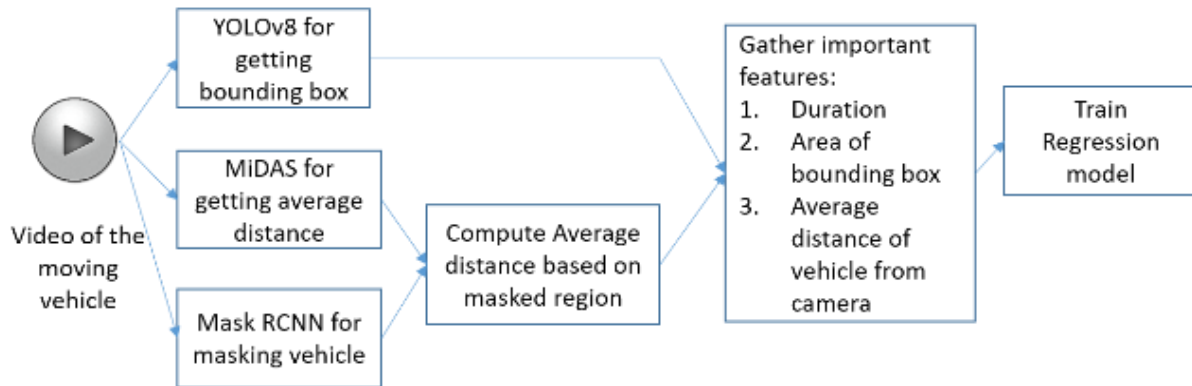 Video of the
moving
vehicle
YOLOv8 for
getting
bounding box
MiDAS for
getting average
distance
Mask RCNN for
masking vehicle
Compute Average
distance based on
masked region
Gather important
features:
1. Duration
2. Area of
bounding box
3. Average
distance of
vehicle from
camera
Train
Regression
model